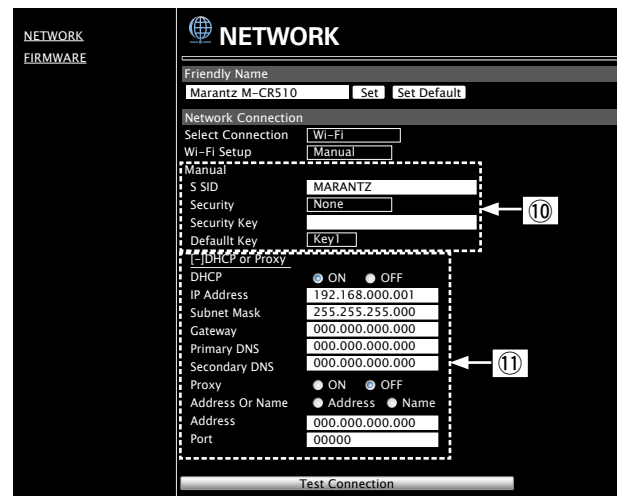 NETWORK
FIRMWARE
NETWORK
Friendly Name
Marantz M-CR510 Set Set Default
Network Connection
Select Connection Wi-Fi
Wi-Fi Setup Manual
Manual
S SID MARANTZ
Security None
Security Key
Defaullt Key Key1
⑩
[-]DHCP or Proxy
DHCP ON OFF
IP Address 192.168.000.001
Subnet Mask 255.255.255.000
Gateway 000.000.000.000
Primary DNS 000.000.000.000
Secondary DNS 000.000.000.000
⑪
Proxy ON OFF
Address Or Name Address Name
Address 000.000.000.000
Port 00000
Test Connection